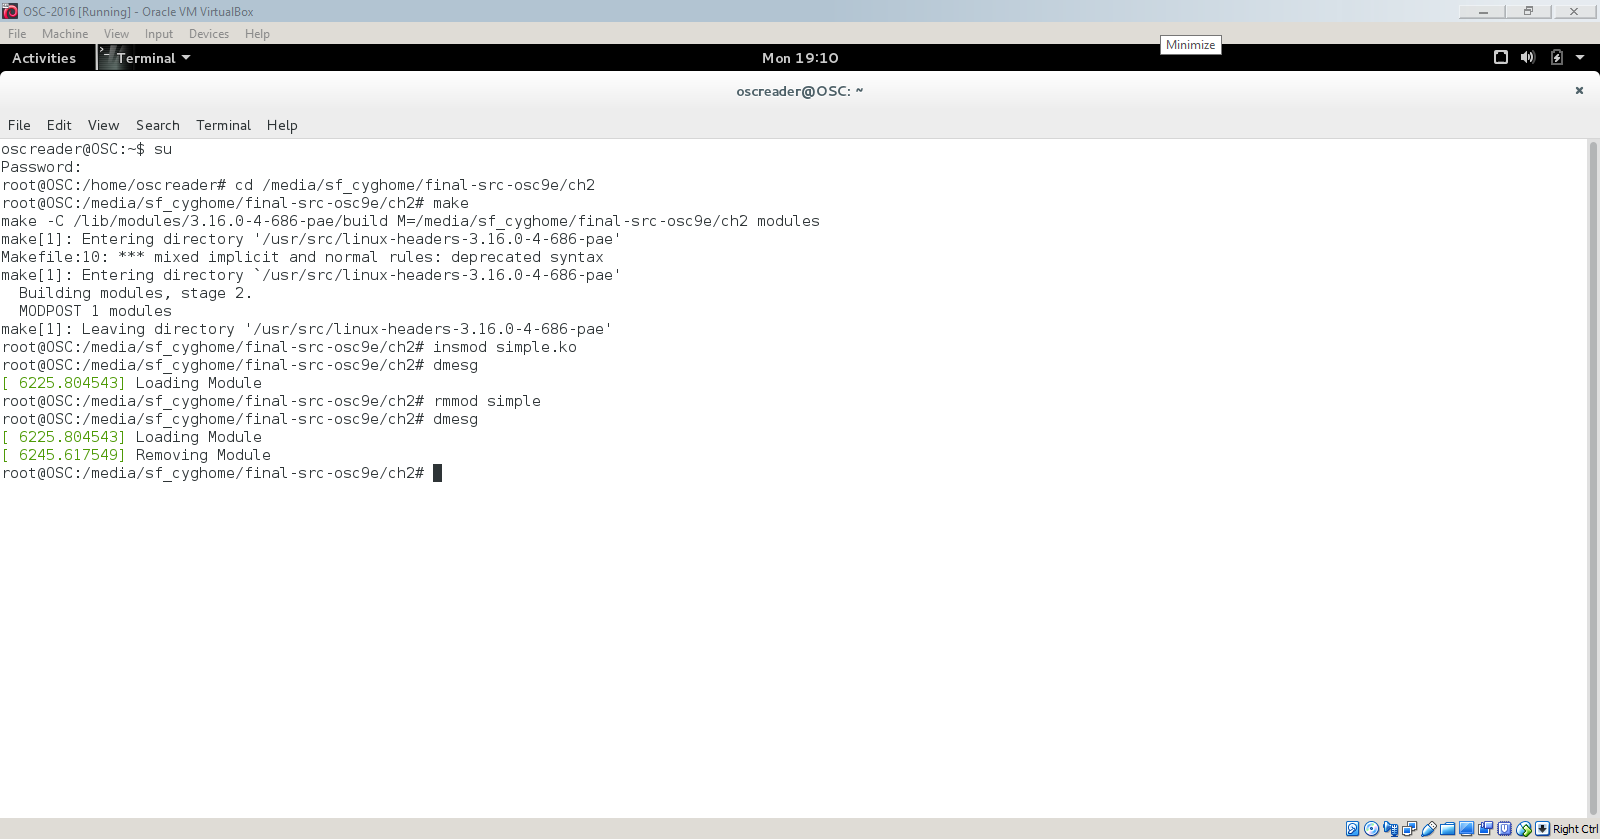 OSC-2016 [Running] - Oracle VM VirtualBox
File Machine View Input Devices Help
Minimize
Activities Terminal Mon 19:10
oscreader@OSC: ~
File Edit View Search Terminal Help
oscreader@OSC:~$ su
Password:
root@OSC:/home/oscreader# cd /media/sf_cyghome/final-src-osc9e/ch2
root@OSC:/media/sf_cyghome/final-src-osc9e/ch2# make
make -C /lib/modules/3.16.0-4-686-pae/build M=/media/sf_cyghome/final-src-osc9e/ch2 modules
make[1]: Entering directory '/usr/src/linux-headers-3.16.0-4-686-pae'
Makefile:10: *** mixed implicit and normal rules: deprecated syntax
make[1]: Entering directory `/usr/src/linux-headers-3.16.0-4-686-pae'
  Building modules, stage 2.
  MODPOST 1 modules
make[1]: Leaving directory '/usr/src/linux-headers-3.16.0-4-686-pae'
root@OSC:/media/sf_cyghome/final-src-osc9e/ch2# insmod simple.ko
root@OSC:/media/sf_cyghome/final-src-osc9e/ch2# dmesg
[ 6225.804543] Loading Module
root@OSC:/media/sf_cyghome/final-src-osc9e/ch2# rmmod simple
root@OSC:/media/sf_cyghome/final-src-osc9e/ch2# dmesg
[ 6225.804543] Loading Module
[ 6245.617549] Removing Module
root@OSC:/media/sf_cyghome/final-src-osc9e/ch2#
Right Ctrl